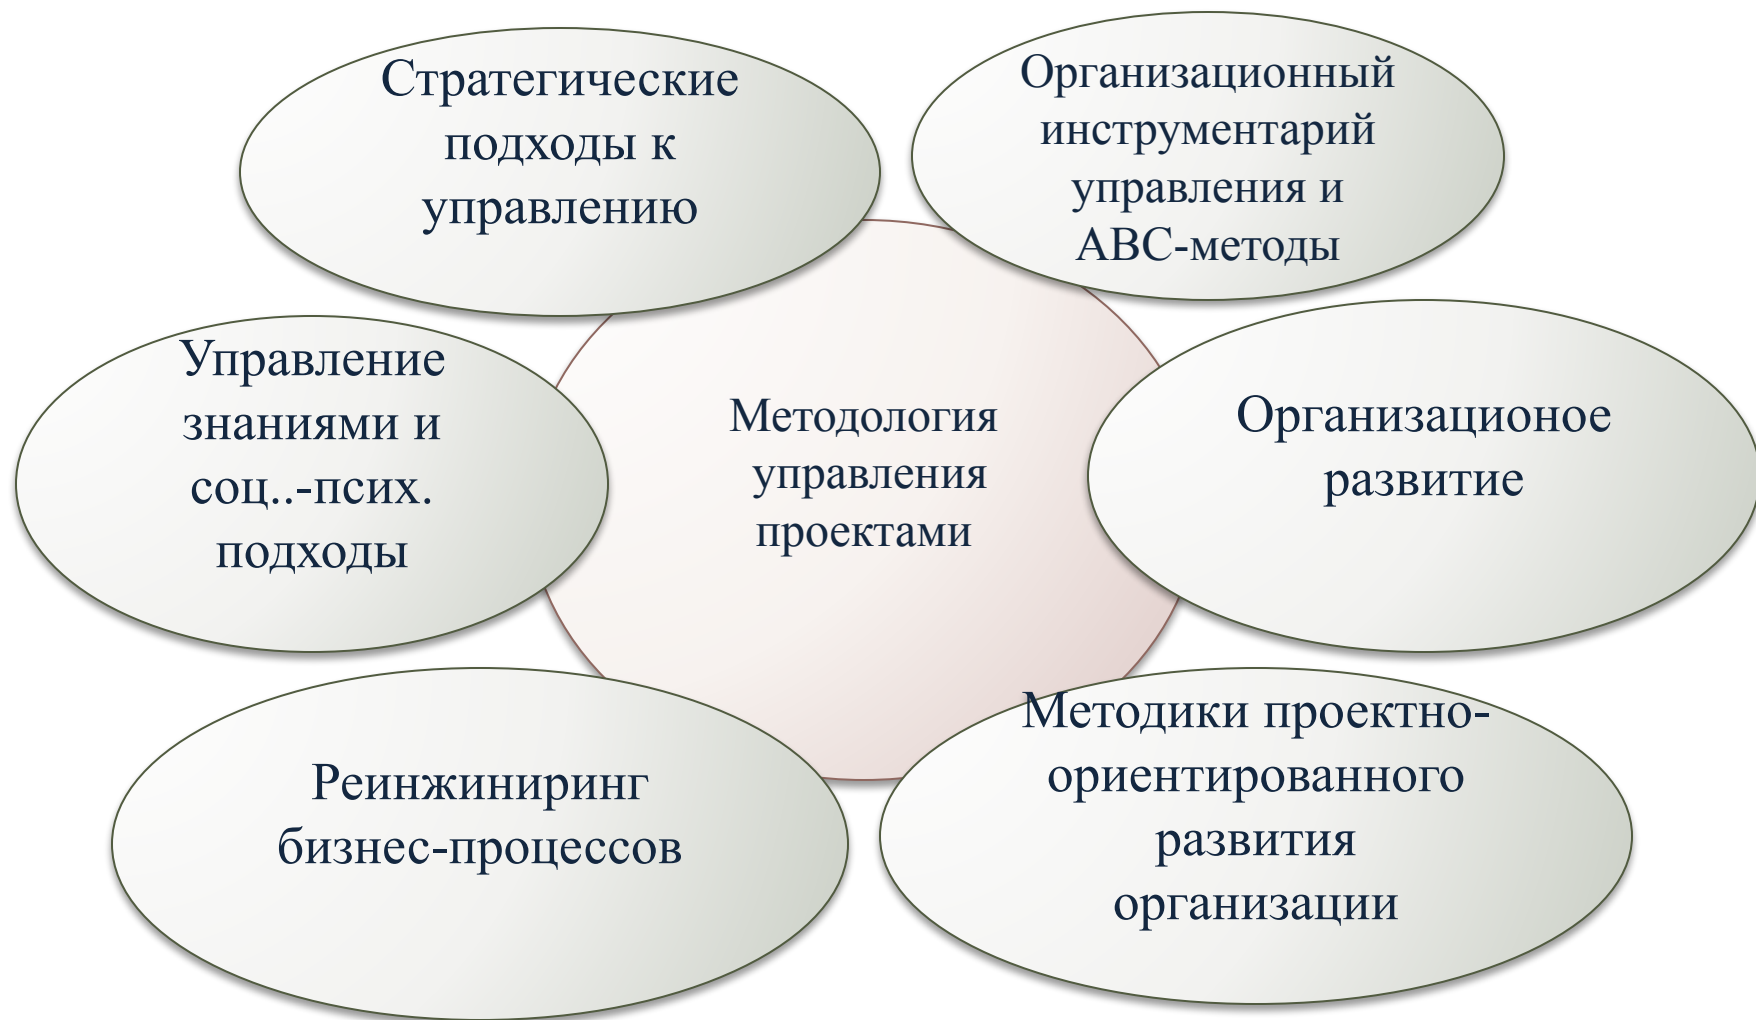 Стратегические
подходы к
управлению
Организационный
инструментарий
управления и
АВС-методы
Управление
знаниями и
соц..-псих.
подходы
Методология
управления
проектами
Организационое
развитие
Реинжиниринг
бизнес-процессов
Методики проектно-
ориентированного
развития
организации